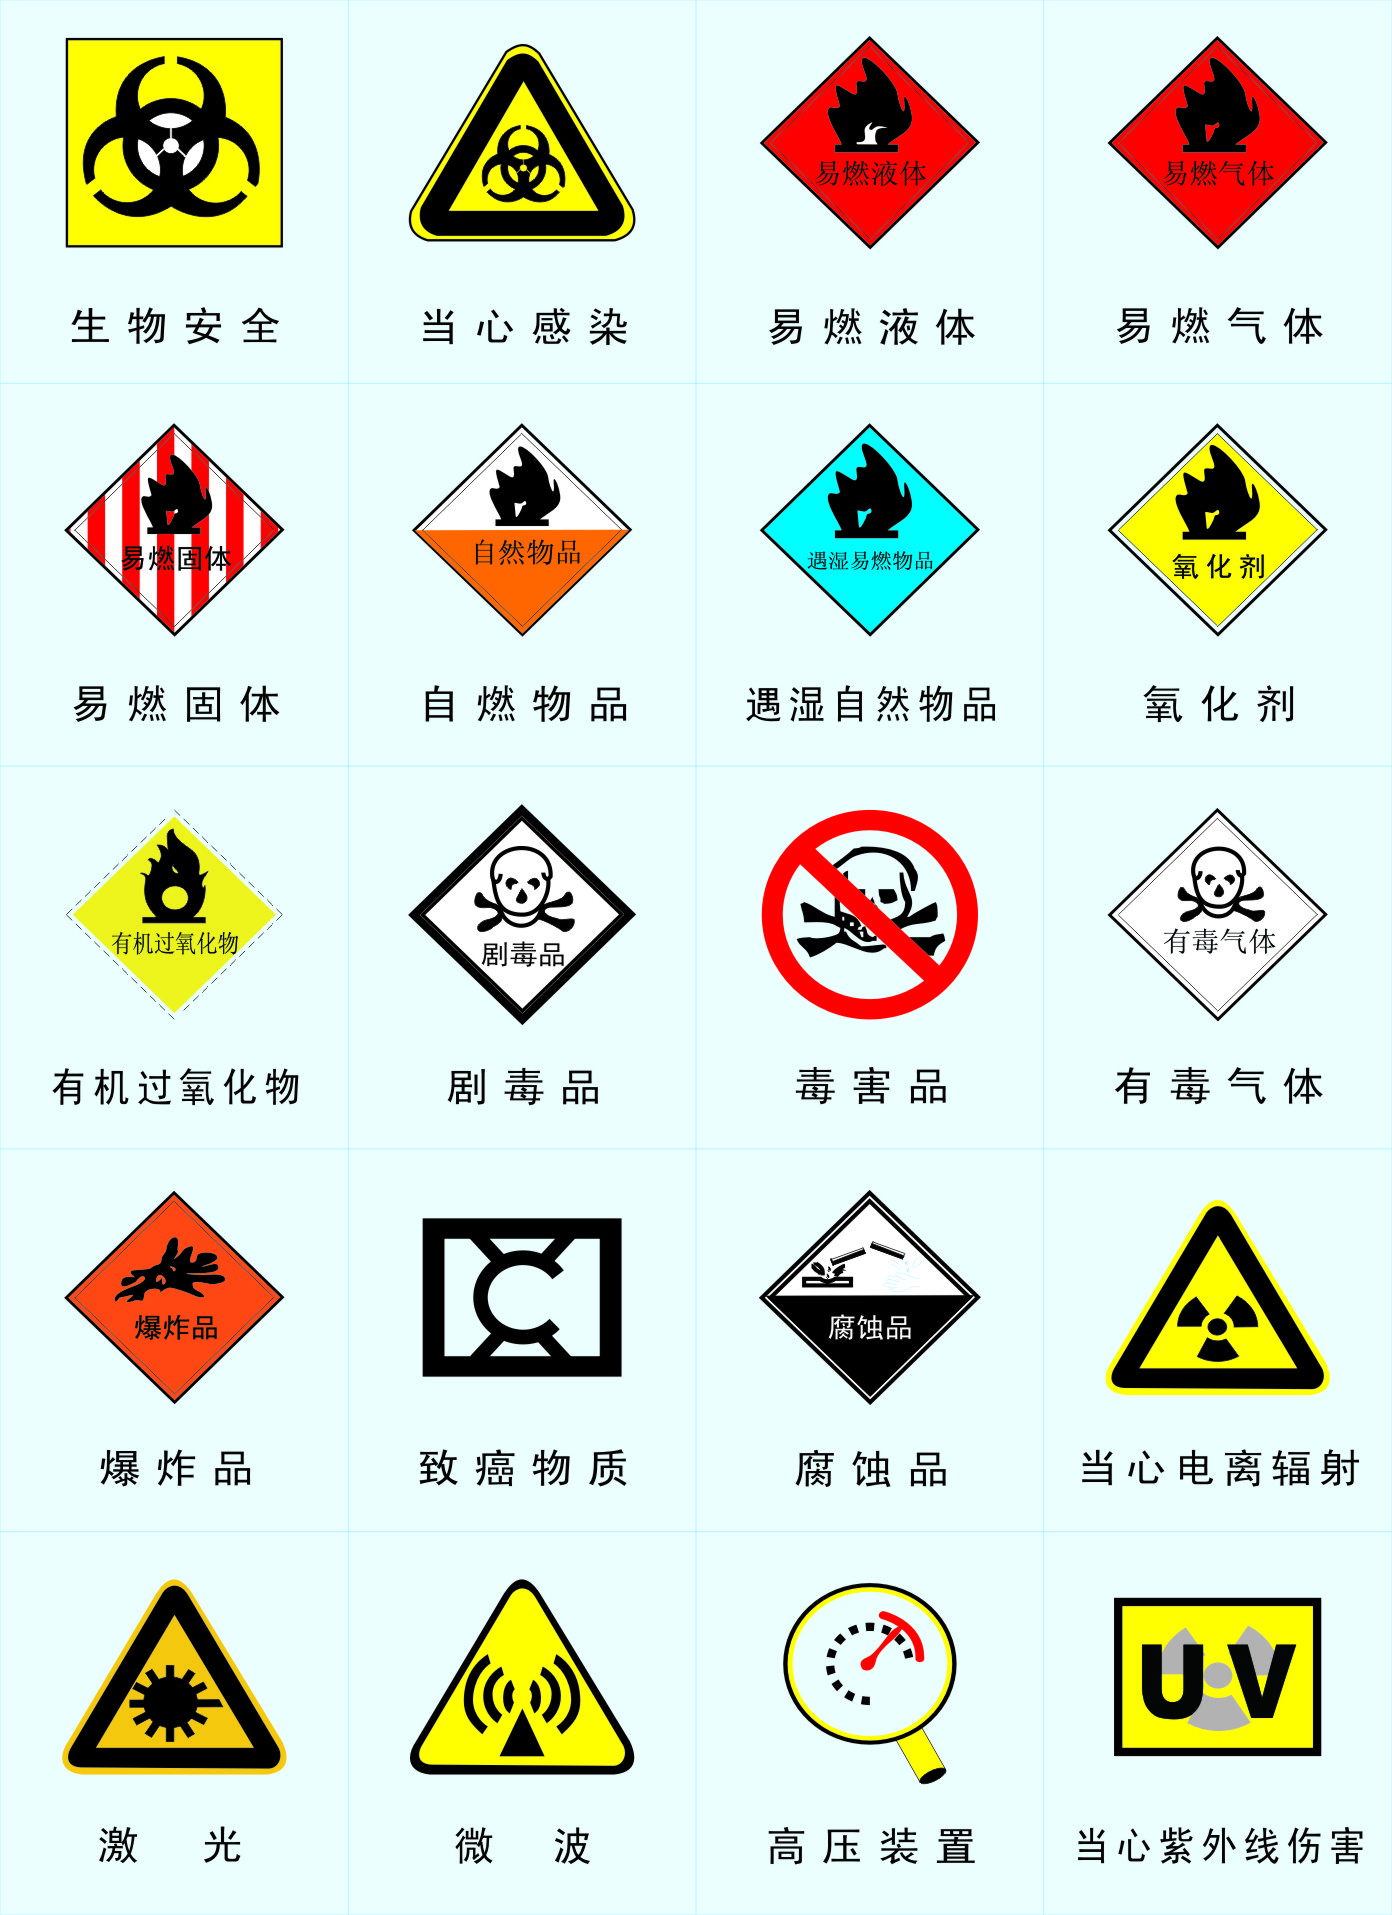 生物安全
当心感染
易燃液体
易燃液体
易燃气体
易燃气体
易燃固体
易燃固体
自然物品
自燃物品
遇湿易燃物品
遇湿自然物品
氧化剂
氧化剂
有机过氧化物
有机过氧化物
剧毒品
剧毒品
毒害品
有毒气体
有毒气体
爆炸品
爆炸品
致癌物质
腐蚀品
腐蚀品
当心电离辐射
激光
微波
高压装置
UV
当心紫外线伤害